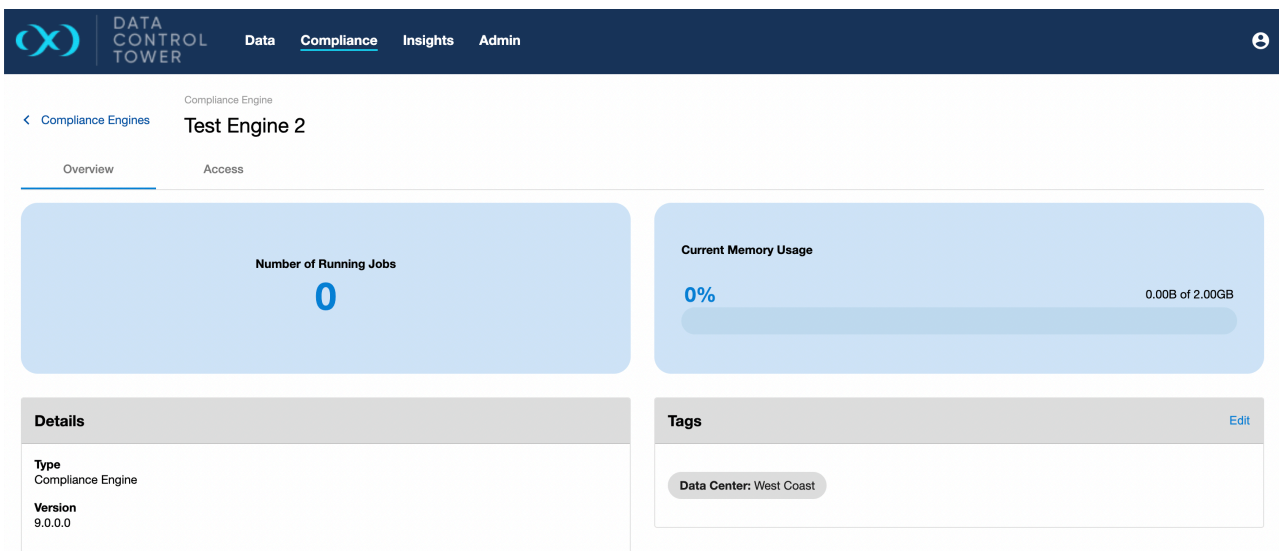 DATA
CONTROL
TOWER
Data Compliance Insights Admin
Compliance Engines
Compliance Engine
Test Engine 2
Overview Access
Number of Running Jobs
0
Current Memory Usage
0% 0.00B of 2.00GB
Details
Type
Compliance Engine
Version
9.0.0.0
Tags Edit
Data Center: West Coast